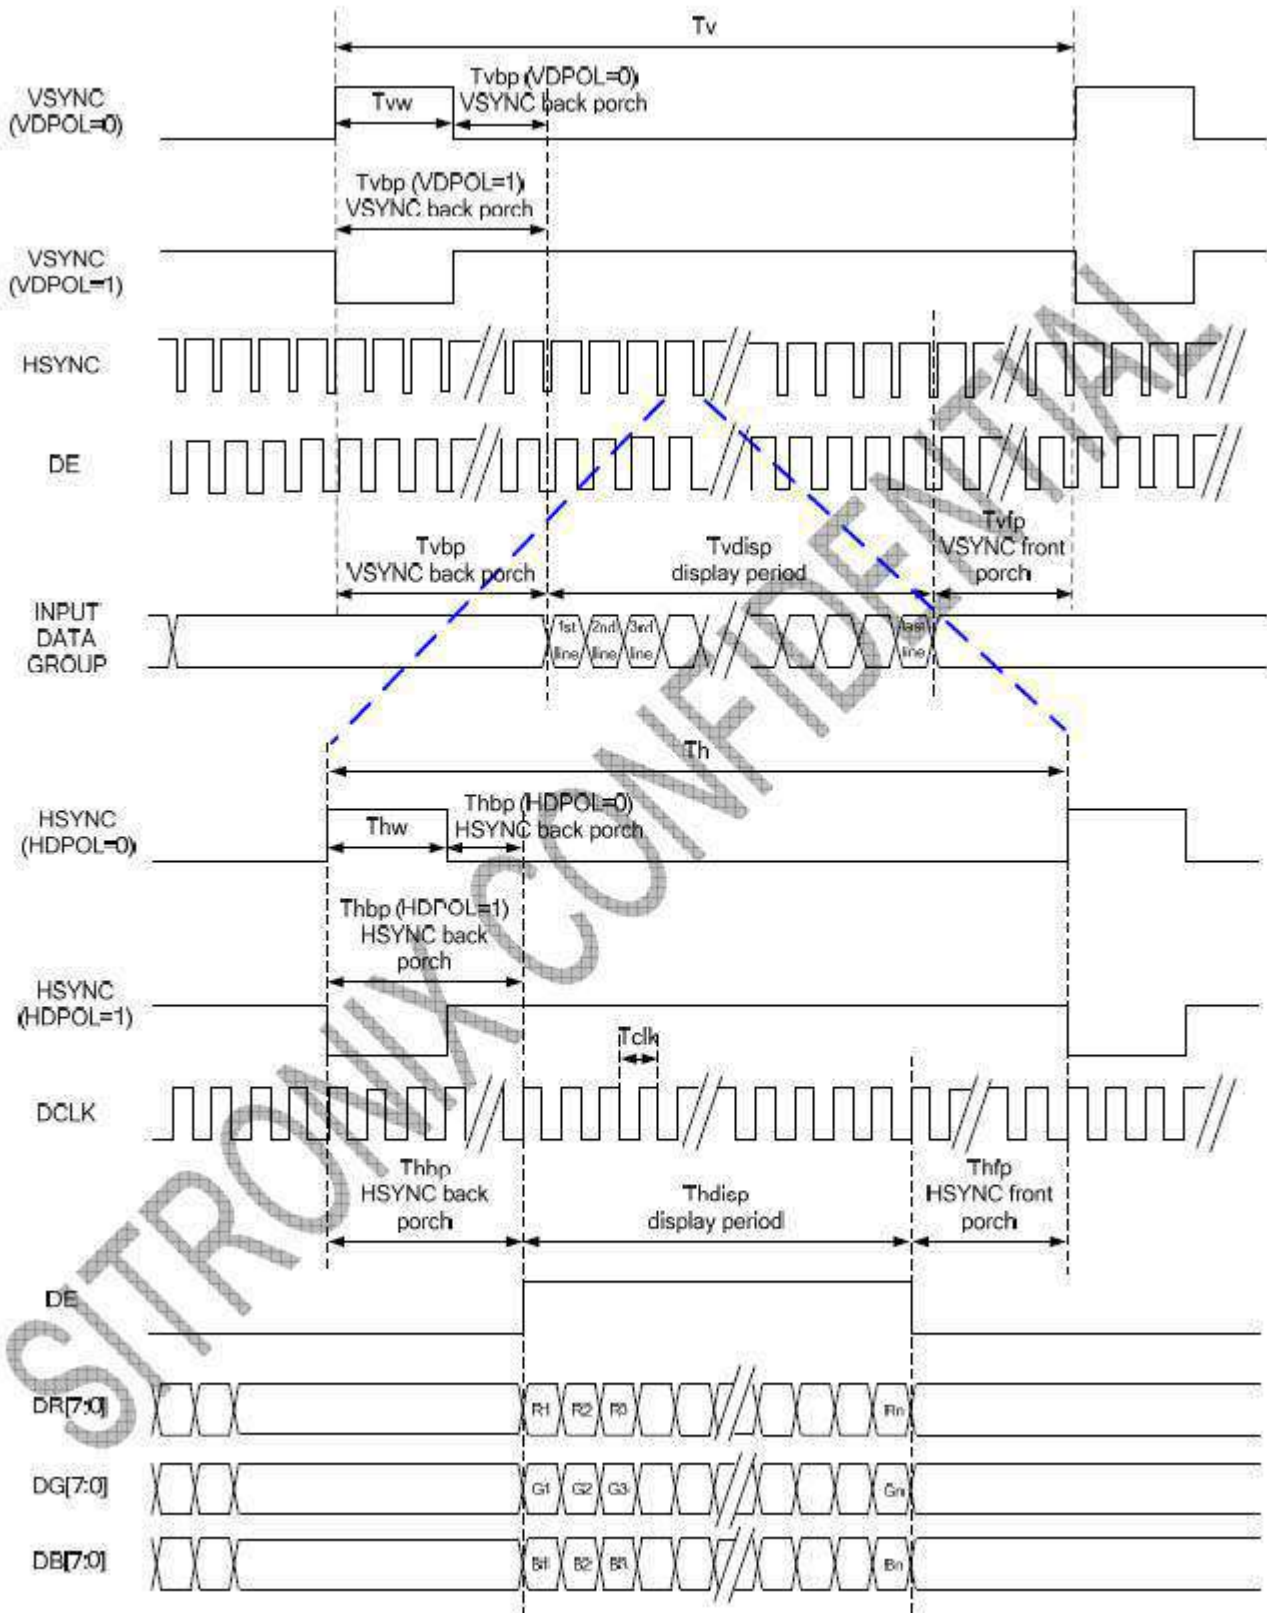 Tv
Tvbp (VDPOL=0)
VSYNC back porch
VSYNC
(VDPOL=0)
Tvw
Tvbp (VDPOL=1)
VSYNC back porch
VSYNC
(VDPOL=1)
HSYNC
DE
Tvbp
VSYNC back porch
Tvdisp
display period
Tvfp
VSYNC front
porch
INPUT
DATA
GROUP
1st
line
2nd
line
3rd
line
last
line
Th
HSYNC
(HDPOL=0)
Thw
Thbp (HDPOL=0)
HSYNC back porch
Thbp (HDPOL=1)
HSYNC back
porch
HSYNC
(HDPOL=1)
Tclk
DCLK
Thbp
HSYNC back
porch
Thdisp
display period
Thfp
HSYNC front
porch
DE
DR[7:0] R1 R2 R3 Rn
DG[7:0] G1 G2 G3 Gn
DB[7:0] B1 B2 B3 Bn
SITRONIX CONFIDENTIAL